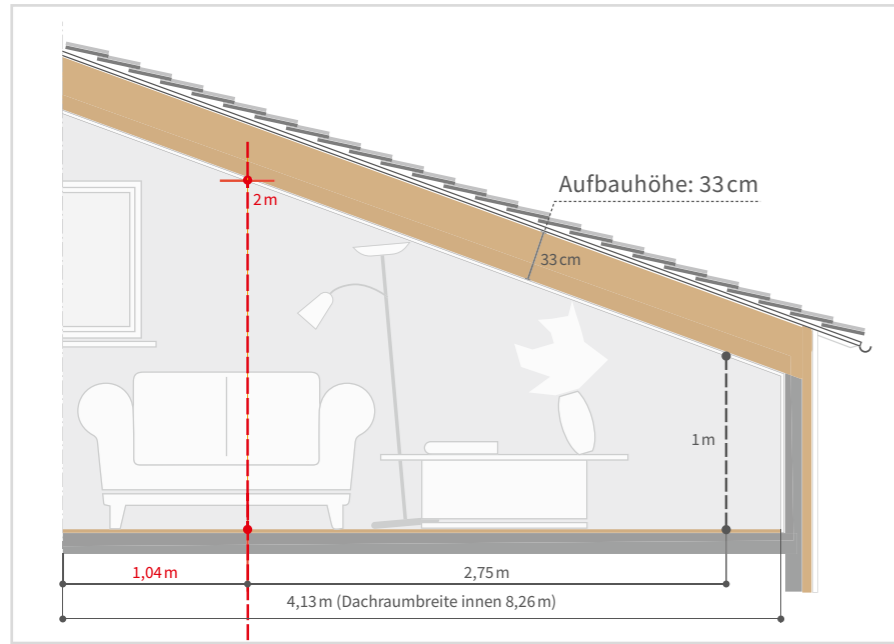 Aufbauhöhe: 33 cm
2 m
33 cm
1 m
1,04 m
2,75 m
4,13 m (Dachraumbreite innen 8,26 m)